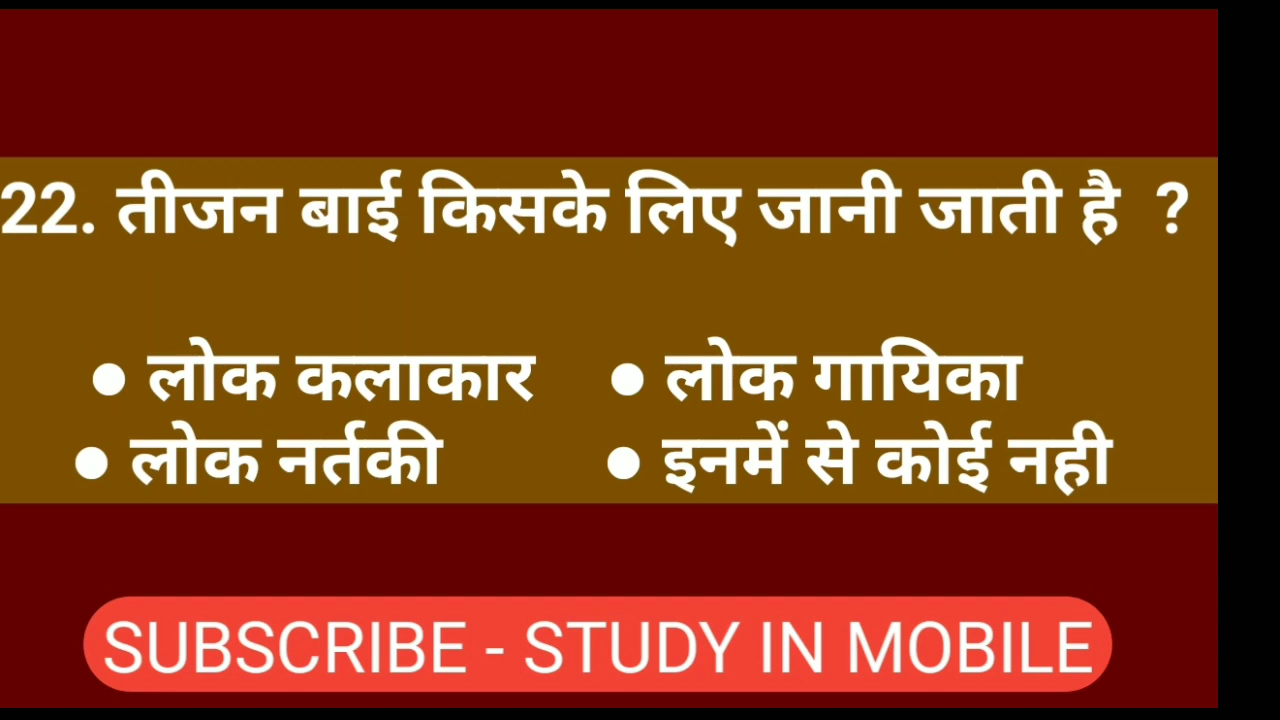 22. तीजन बाई किसके लिए जानी जाती है ?
● लोक कलाकार ● लोक गायिका
● लोक नर्तकी ● इनमें से कोई नही
SUBSCRIBE - STUDY IN MOBILE